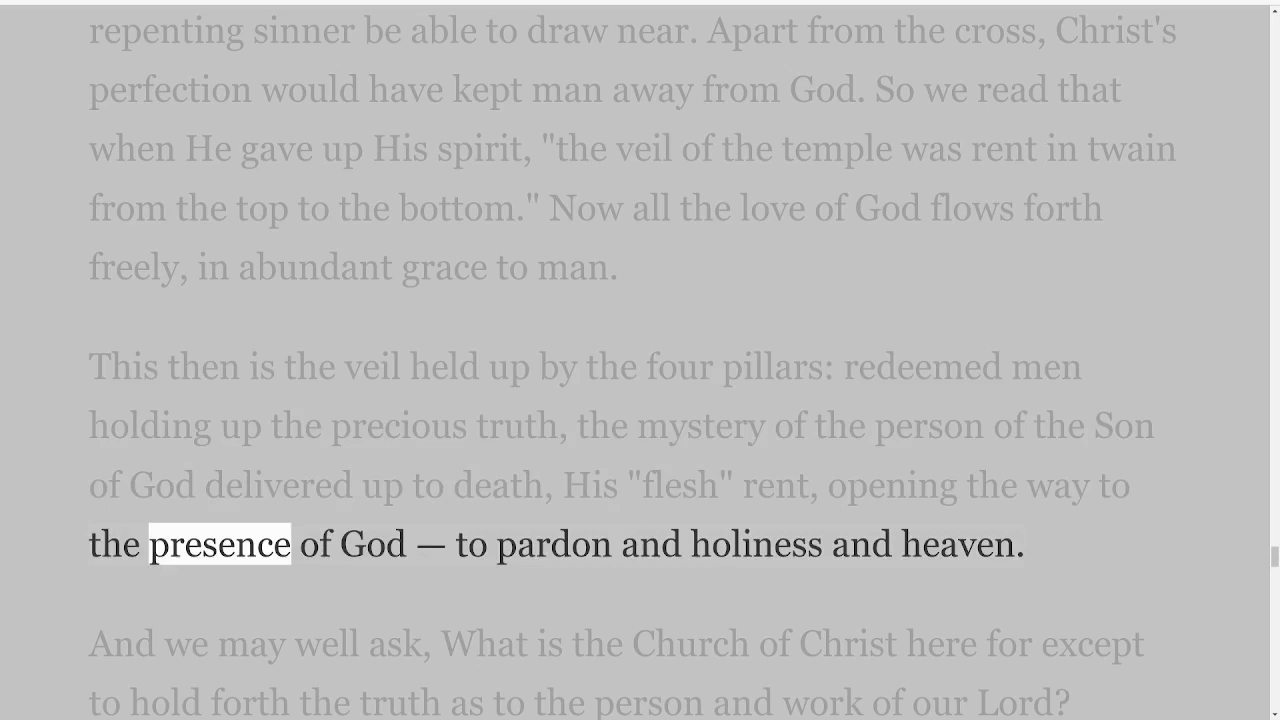 repenting sinner be able to draw near. Apart from the cross, Christ's
perfection would have kept man away from God. So we read that
when He gave up His spirit, "the veil of the temple was rent in twain
from the top to the bottom." Now all the love of God flows forth
freely, in abundant grace to man.
This then is the veil held up by the four pillars: redeemed men
holding up the precious truth, the mystery of the person of the Son
of God delivered up to death, His "flesh" rent, opening the way to
the presence of God — to pardon and holiness and heaven.
And we may well ask, What is the Church of Christ here for except
to hold forth the truth as to the person and work of our Lord?